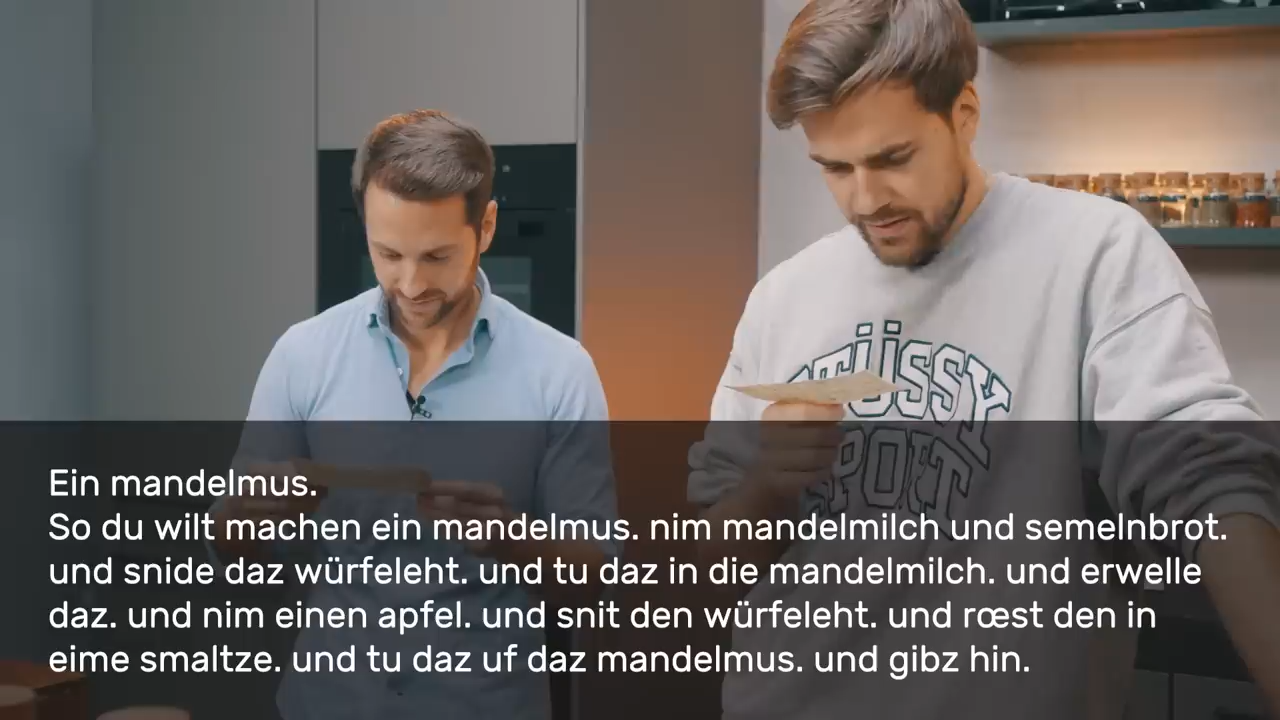 STÜSSY
SPORT
Ein mandelmus.
So du wilt machen ein mandelmus. nim mandelmilch und semelnbrot.
und snide daz würfeleht. und tu daz in die mandelmilch. und erwelle
daz. und nim einen apfel. und snit den würfeleht. und rœst den in
eime smaltze. und tu daz uf daz mandelmus. und gibz hin.